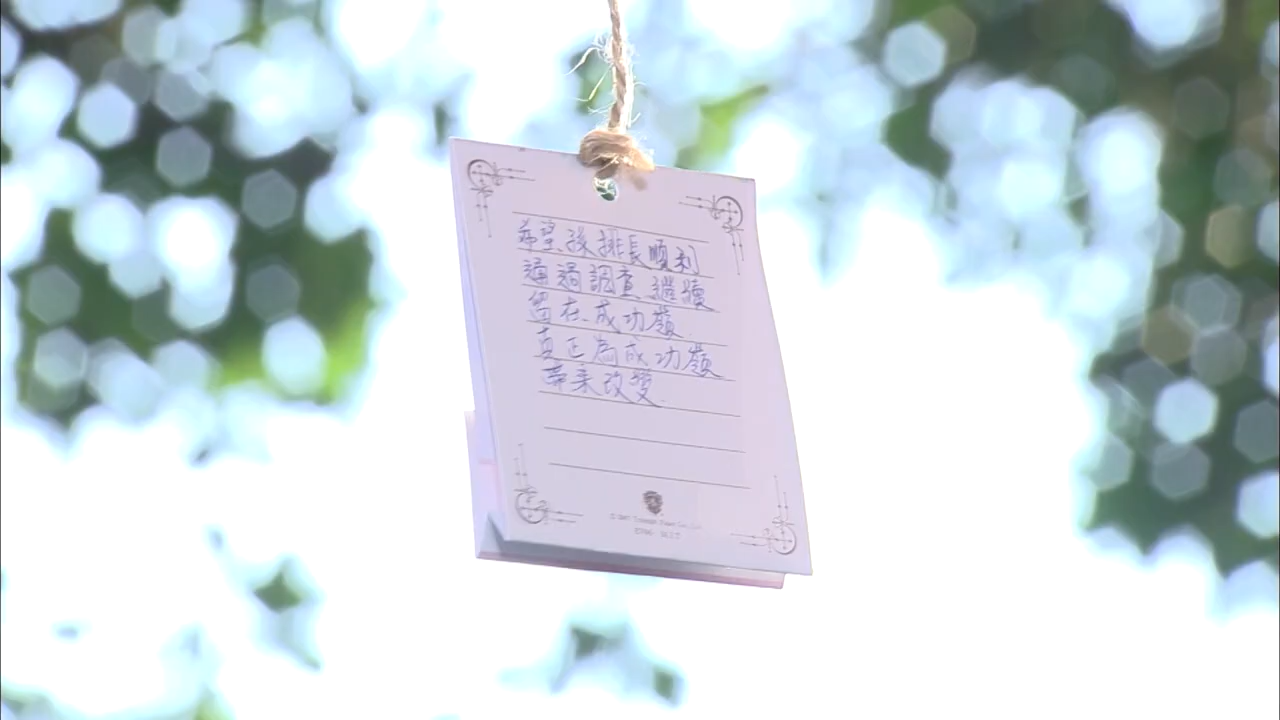 希望孩排長順利
通過調查、繼續
留在成功嶺
真正為成功嶺
帶來改變